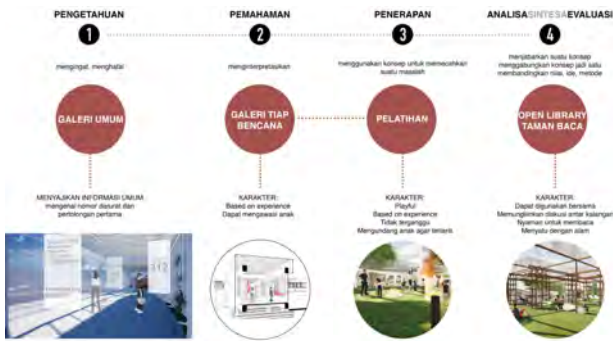 PENGETAHUAN
1
mengingat, menghafal
GALERI UMUM
MENYAJIKAN INFORMASI UMUM
mengenai nomor darurat dan
pertolongan pertama
112
PEMAHAMAN
2
menginterpretasikan
GALERI TIAP
BENCANA
KARAKTER:
Based on experience
Dapat mengawasi anak
PENERAPAN
3
menggunakan konsep untuk memecahkan
suatu masalah
PELATIHAN
KARAKTER:
Playful
Based on experience
Tidak terganggu
Mengundang anak agar tertarik
ANALISA SINTESA EVALUASI
4
menjabarkan suatu konsep
menggabungkan konsep jadi satu
membandingkan nilai, ide, metode
OPEN LIBRARY
TAMAN BACA
KARAKTER:
Dapat digunakan bersama
Memungkinkan diskusi antar kalangan
Nyaman untuk membaca
Menyatu dengan alam